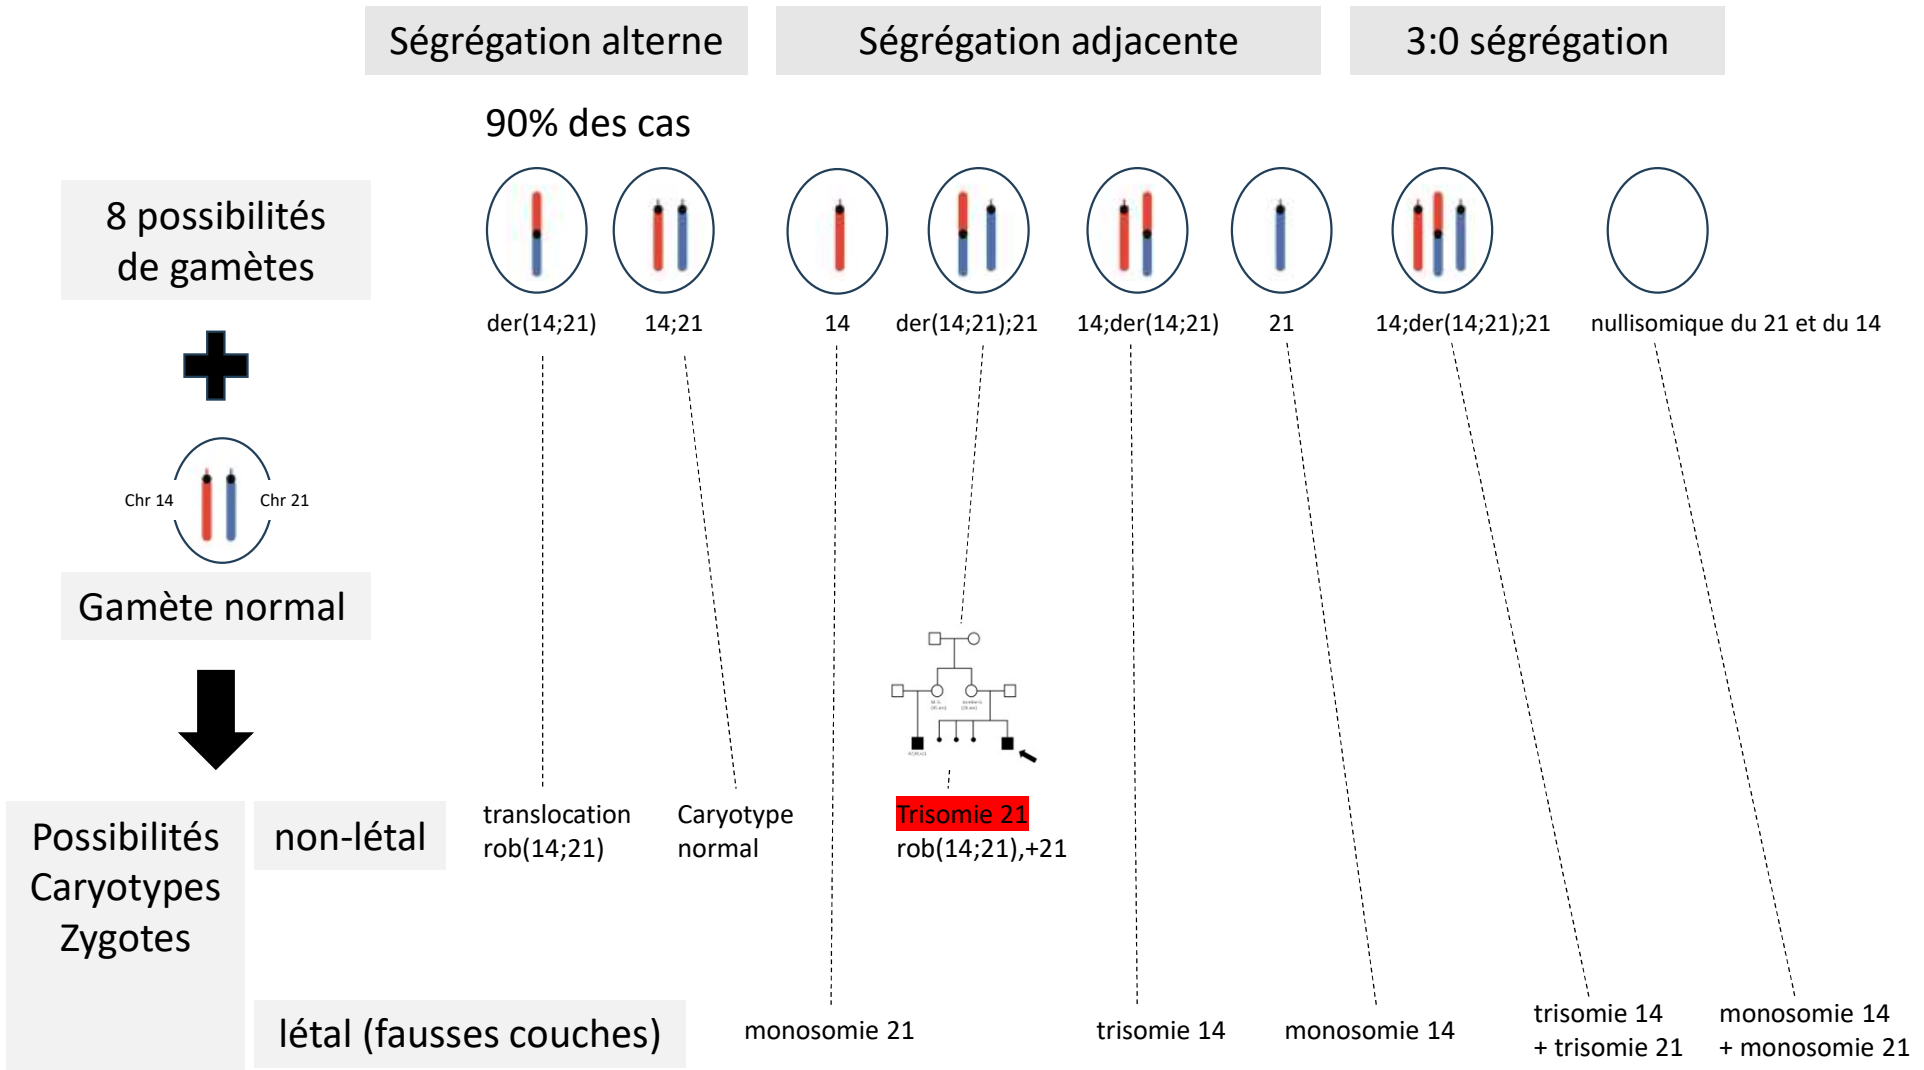 Ségrégation alterne
Ségrégation adjacente
3:0 ségrégation
90% des cas
8 possibilités
de gamètes
der(14;21)
14;21
14
der(14;21);21
14;der(14;21)
21
14;der(14;21);21
nullisomique du 21 et du 14
Chr 14
Chr 21
Gamète normal
Possibilités
Caryotypes
Zygotes
non-létal
translocation
rob(14;21)
Caryotype
normal
Trisomie 21
rob(14;21),+21
létal (fausses couches)
monosomie 21
trisomie 14
monosomie 14
trisomie 14
+ trisomie 21
monosomie 14
+ monosomie 21